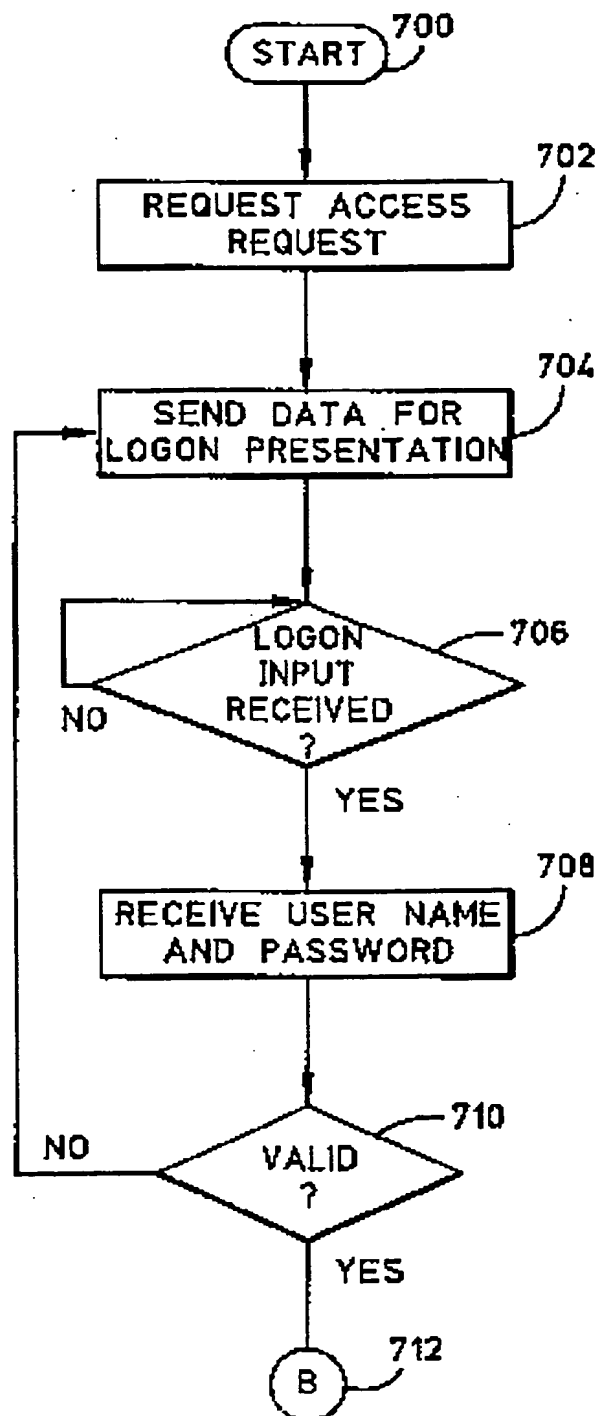 START
700
REQUEST ACCESS
REQUEST
702
SEND DATA FOR
LOGON PRESENTATION
704
LOGON
INPUT
RECEIVED
?
706
NO
YES
RECEIVE USER NAME
AND PASSWORD
708
VALID
?
710
NO
YES
B
712